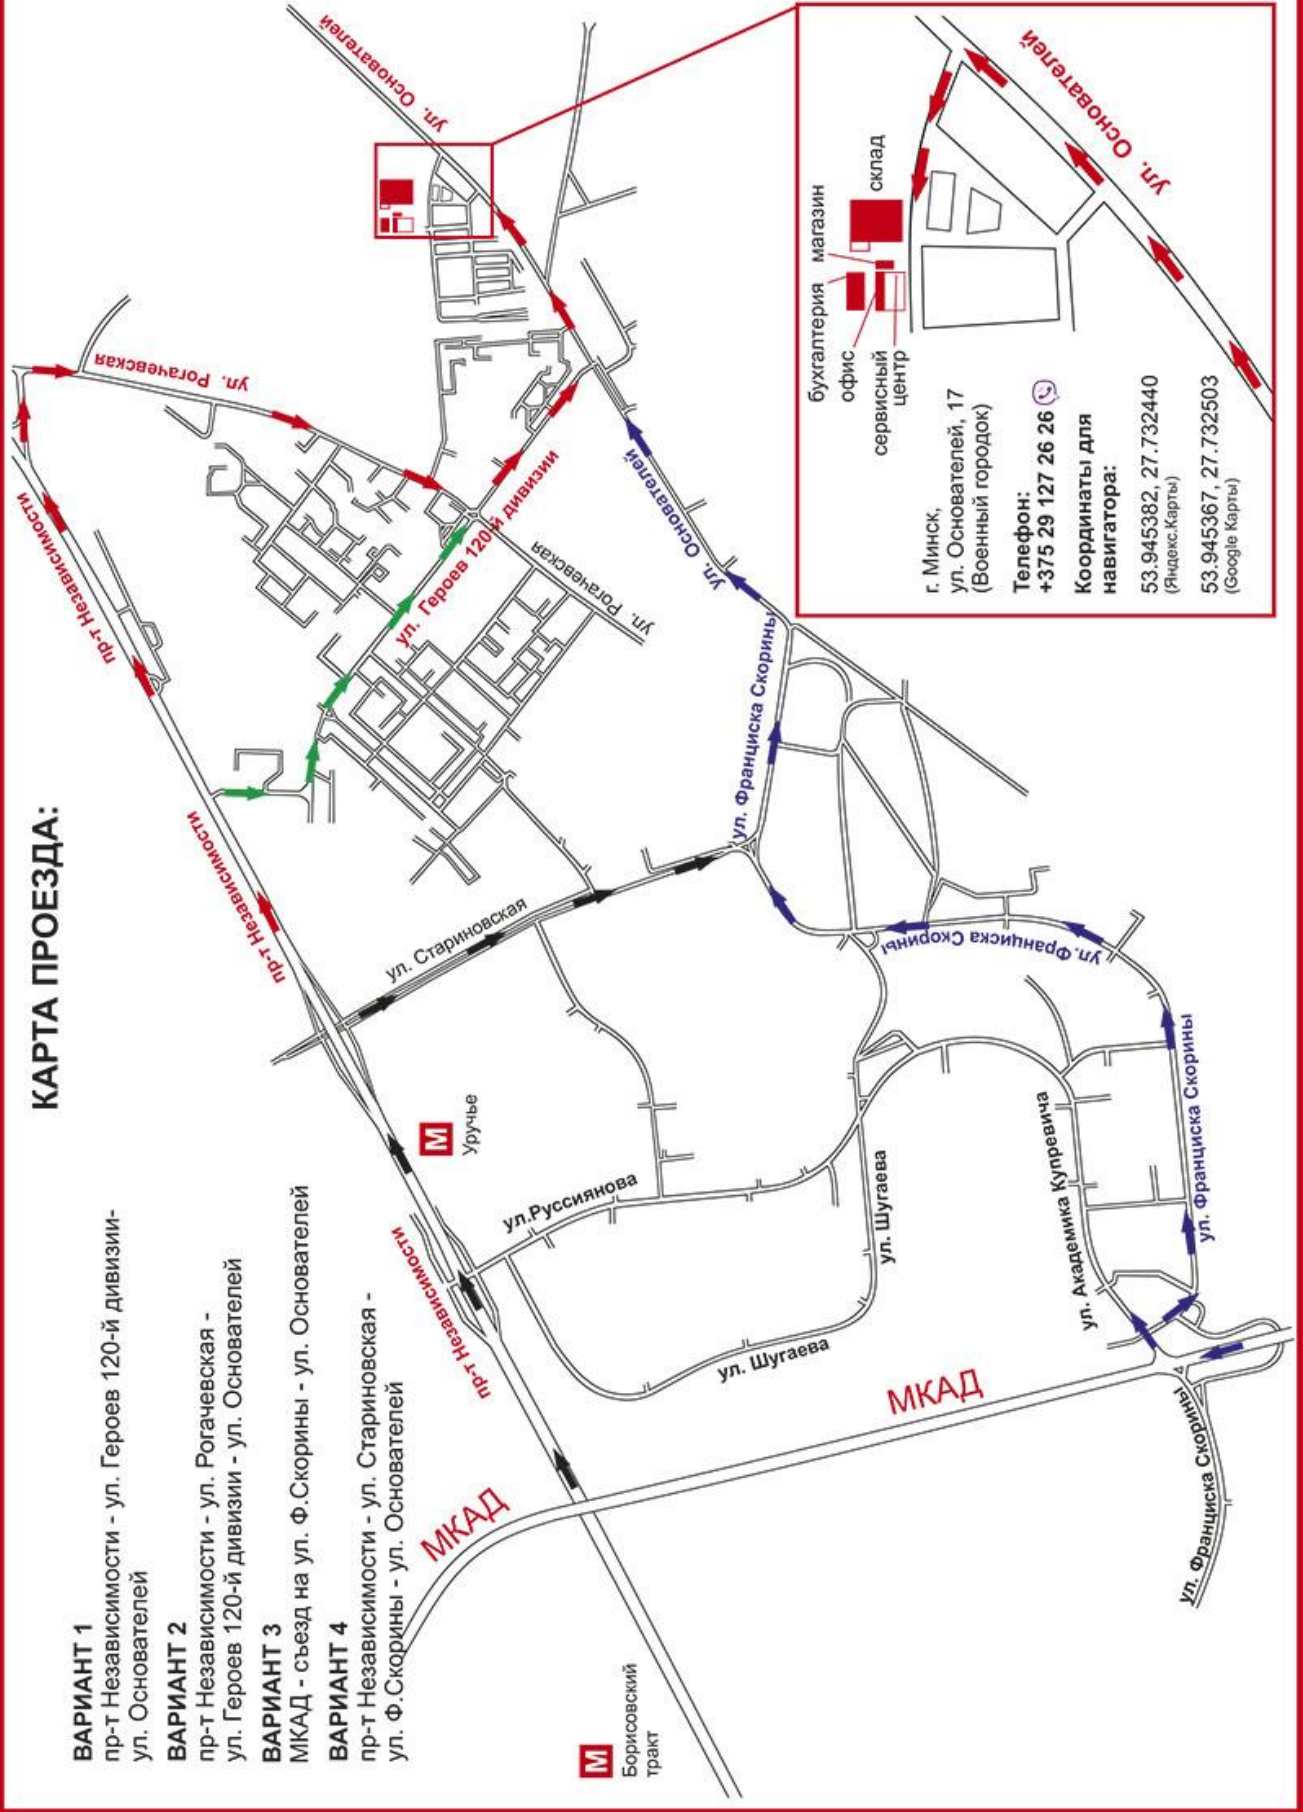 КАРТА ПРОЕЗДА:
ВАРИАНТ 1
пр-т Независимости - ул. Героев 120-й дивизии-
ул. Основателей
ВАРИАНТ 2
пр-т Независимости - ул. Рогачевская -
ул. Героев 120-й дивизии - ул. Основателей
ВАРИАНТ 3
МКАД - съезд на ул. Ф.Скорины - ул. Основателей
ВАРИАНТ 4
пр-т Независимости - ул. Стариновская -
ул. Ф.Скорины - ул. Основателей
М
Борисовский
тракт
МКАД
МКАД
пр-т Независимости
М
Уручье
пр-т Независимости
пр-т Независимости
ул. Рогачевская
ул. Основателей
ул. Стариновская
ул. Героев 120-й дивизии
ул. Рогачевская
ул.Руссиянова
ул. Шугаева
ул. Шугаева
ул. Академика Купревича
ул. Франциска Скорины
ул. Франциска Скорины
ул.Франциска Скорины
ул. Франциска Скорины
ул. Основателей
бухгалтерия
магазин
офис
склад
сервисный
центр
ул. Основателей
г. Минск,
ул. Основателей, 17
(Военный городок)
Телефон:
+375 29 127 26 26
Координаты для
навигатора:
53.945382, 27.732440
(Яндекс.Карты)
53.945367, 27.732503
(Google Карты)